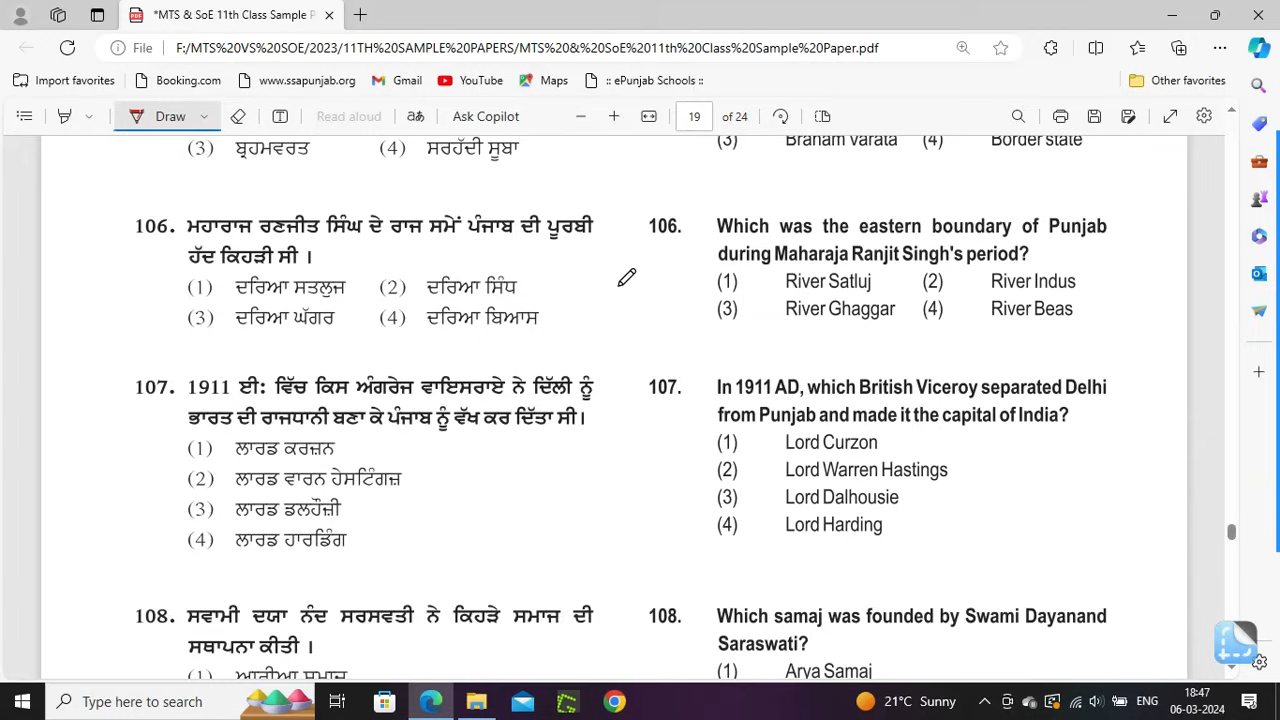 *MTS & SoE 11th Class Sample P
File F:/MTS%20VS%20SOE/2023/11TH%20SAMPLE%20PAPERS/MTS%20&%20SoE%2011th%20Class%20Sample%20Paper.pdf
Import favorites Booking.com www.ssapunjab.org Gmail YouTube Maps :: ePunjab Schools :: Other favorites
Draw Read aloud Ask Copilot 19 of 24
(3) ਬ੍ਰਹਮਵਰਤ (4) ਸਰਹੱਦੀ ਸੂਬਾ
(3) Braham Varata (4) Border state
106. ਮਹਾਰਾਜ ਰਣਜੀਤ ਸਿੰਘ ਦੇ ਰਾਜ ਸਮੇਂ ਪੰਜਾਬ ਦੀ ਪੂਰਬੀ
ਹੱਦ ਕਿਹੜੀ ਸੀ ।
(1) ਦਰਿਆ ਸਤਲੁਜ (2) ਦਰਿਆ ਸਿੰਧ
(3) ਦਰਿਆ ਘੱਗਰ (4) ਦਰਿਆ ਬਿਆਸ
106. Which was the eastern boundary of Punjab
during Maharaja Ranjit Singh's period?
(1) River Satluj (2) River Indus
(3) River Ghaggar (4) River Beas
107. 1911 ਈ: ਵਿੱਚ ਕਿਸ ਅੰਗਰੇਜ ਵਾਇਸਰਾਏ ਨੇ ਦਿੱਲੀ ਨੂੰ
ਭਾਰਤ ਦੀ ਰਾਜਧਾਨੀ ਬਣਾ ਕੇ ਪੰਜਾਬ ਨੂੰ ਵੱਖ ਕਰ ਦਿੱਤਾ ਸੀ।
(1) ਲਾਰਡ ਕਰਜ਼ਨ
(2) ਲਾਰਡ ਵਾਰਨ ਹੇਸਟਿੰਗਜ਼
(3) ਲਾਰਡ ਡਲਹੌਜ਼ੀ
(4) ਲਾਰਡ ਹਾਰਡਿੰਗ
107. In 1911 AD, which British Viceroy separated Delhi
from Punjab and made it the capital of India?
(1) Lord Curzon
(2) Lord Warren Hastings
(3) Lord Dalhousie
(4) Lord Harding
108. ਸਵਾਮੀ ਦਯਾ ਨੰਦ ਸਰਸਵਤੀ ਨੇ ਕਿਹੜੇ ਸਮਾਜ ਦੀ
ਸਥਾਪਨਾ ਕੀਤੀ ।
(1) ਆਰੀਆ ਸਮਾਜ
108. Which samaj was founded by Swami Dayanand
Saraswati?
(1) Arya Samaj
Type here to search 21°C Sunny ENG 18:47
06-03-2024